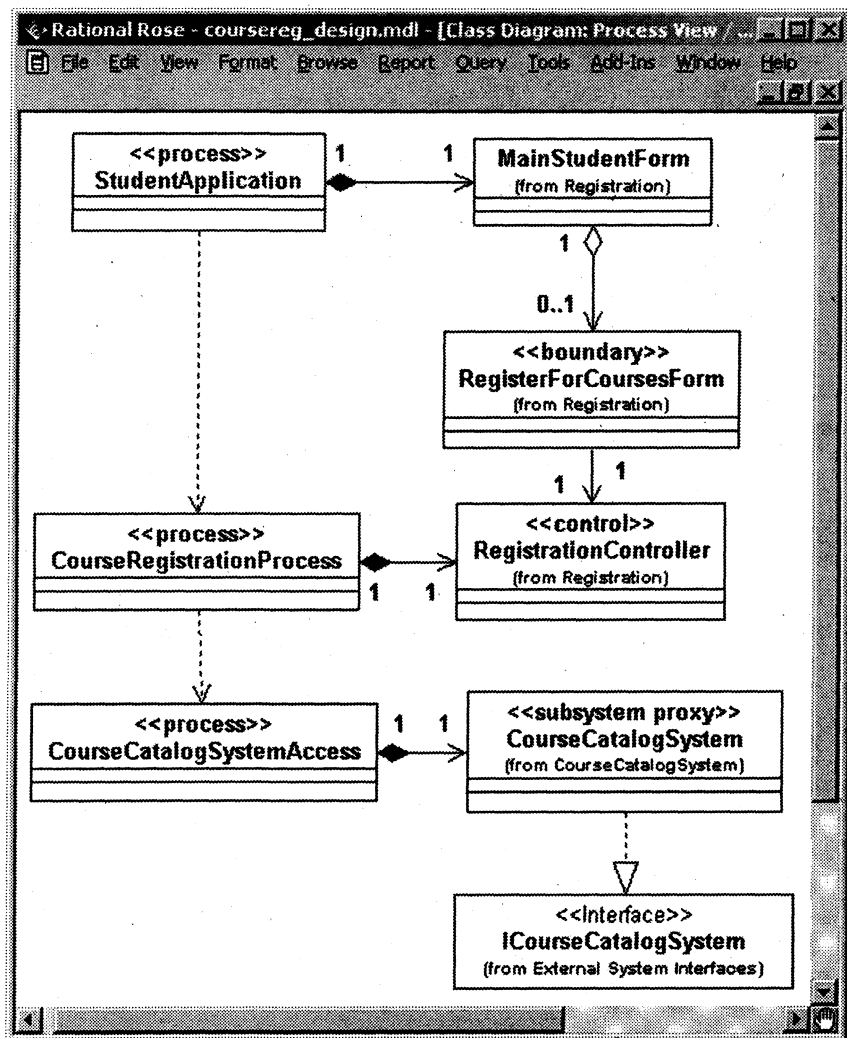 Rational Rose - coursereg_design.mdl - [Class Diagram: Process View / ...
File Edit View Format Browse Report Query Tools Add-Ins Window Help
<<process>>
StudentApplication
1
1
MainStudentForm
(from Registration)
1
0..1
<<boundary>>
RegisterForCoursesForm
(from Registration)
1
1
<<process>>
CourseRegistrationProcess
1
1
<<control>>
RegistrationController
(from Registration)
<<process>>
CourseCatalogSystemAccess
1
1
<<subsystem proxy>>
CourseCatalogSystem
(from CourseCatalogSystem)
<<Interface>>
ICourseCatalogSystem
(from External System Interfaces)